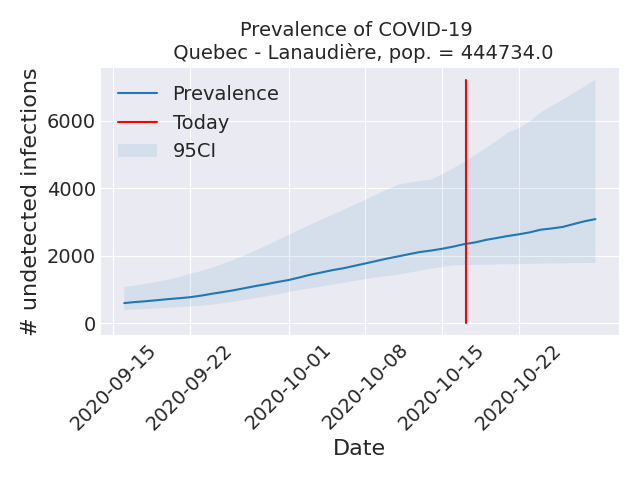 Prevalence of COVID-19
Quebec - Lanaudière, pop. = 444734.0
# undetected infections
6000
4000
2000
0
Prevalence
Today
95CI
2020-09-15
2020-09-22
2020-10-01
2020-10-08
2020-10-15
2020-10-22
Date